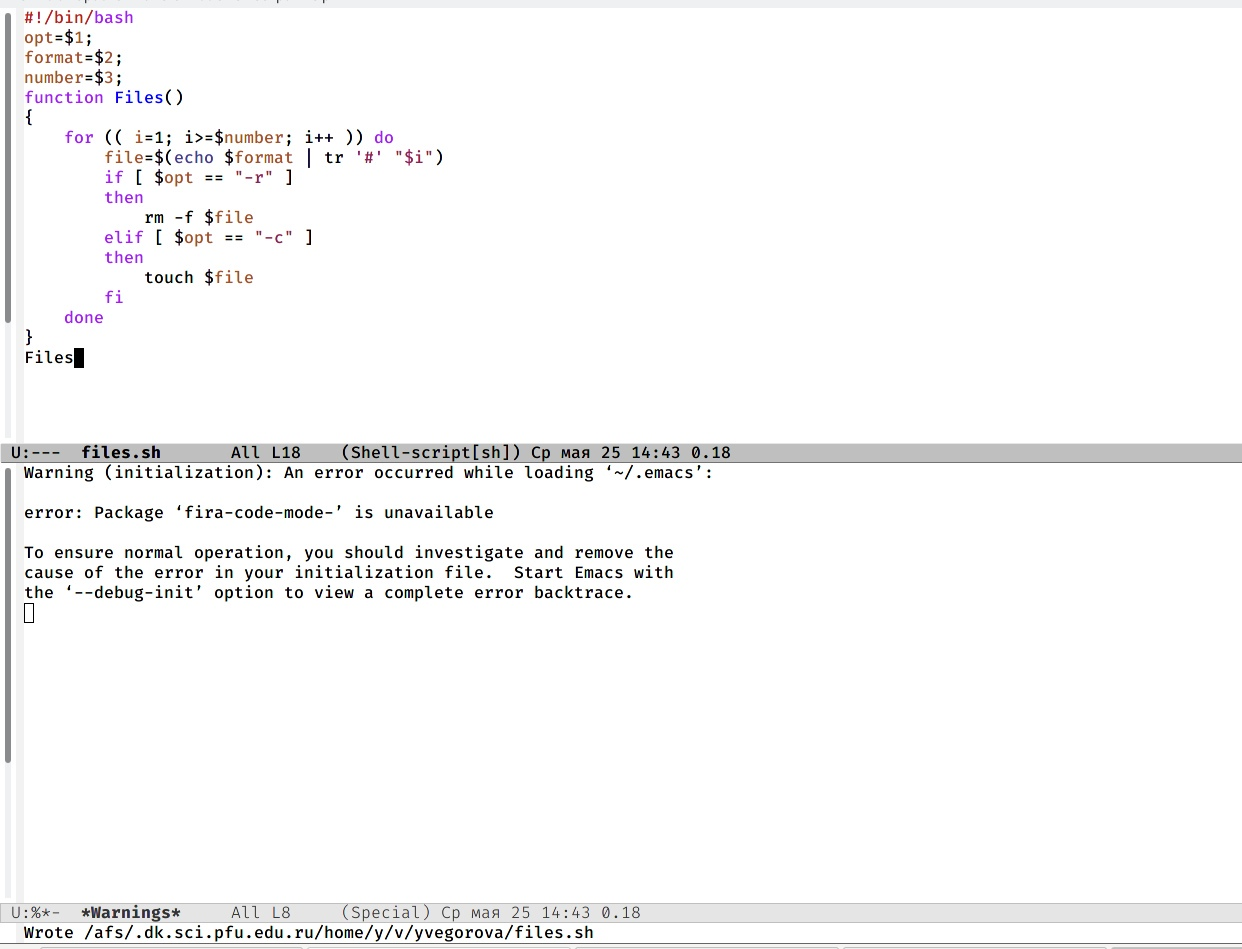 #!/bin/bash
opt=$1;
format=$2;
number=$3;
function Files()
{
    for (( i=1; i>=$number; i++ )) do
        file=$(echo $format | tr '#' "$i")
        if [ $opt == "-r" ]
        then
            rm -f $file
        elif [ $opt == "-c" ]
        then
            touch $file
        fi
    done
}
Files
U:---  files.sh       All L18    (Shell-script[sh]) Ср мая 25 14:43 0.18
Warning (initialization): An error occurred while loading ‘~/.emacs’:
error: Package ‘fira-code-mode-’ is unavailable
To ensure normal operation, you should investigate and remove the
cause of the error in your initialization file.  Start Emacs with
the ‘--debug-init’ option to view a complete error backtrace.
U:%*-  *Warnings*     All L8     (Special) Ср мая 25 14:43 0.18
Wrote /afs/.dk.sci.pfu.edu.ru/home/y/v/yvegorova/files.sh